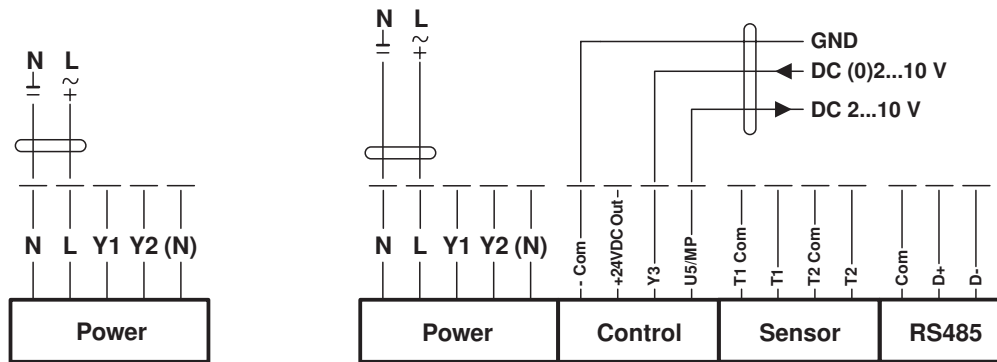 N L
N L
GND
DC (0)2...10 V
DC 2...10 V
N L Y1 Y2 (N)
N L Y1 Y2 (N)
- Com
+24VDC Out
Y3
U5/MP
T1 Com
T1
T2 Com
T2
Com
D+
D-
Power
Power
Control
Sensor
RS485